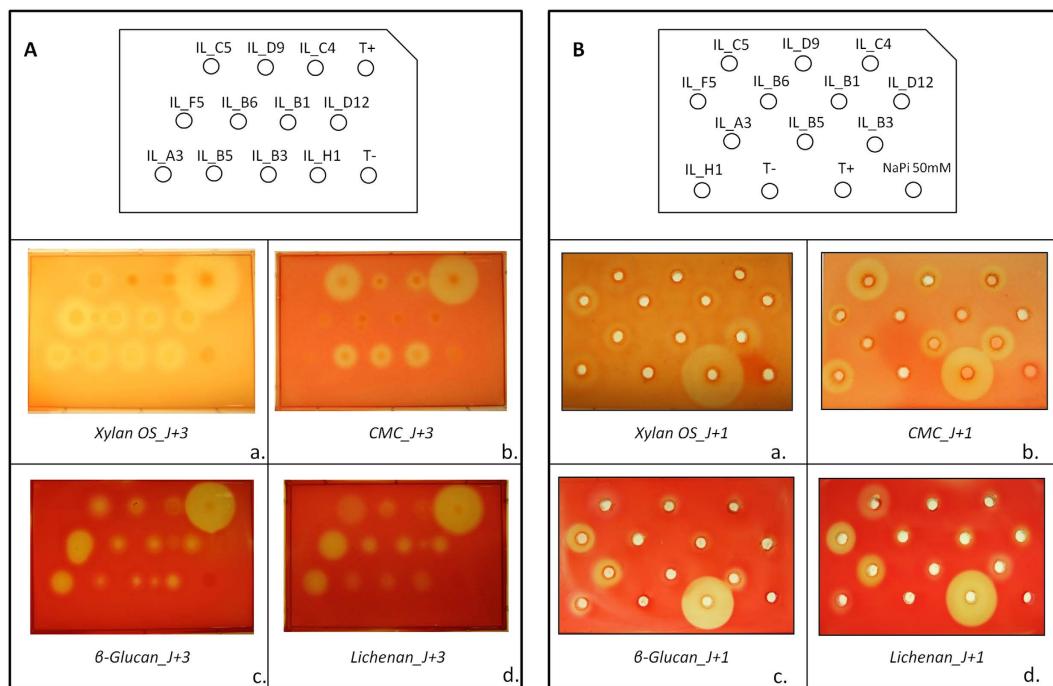 A
IL_C5 IL_D9 IL_C4 T+
IL_F5 IL_B6 IL_B1 IL_D12
IL_A3 IL_B5 IL_B3 IL_H1 T-
Xylan OS_J+3
a.
CMC_J+3
b.
β-Glucan_J+3
c.
Lichenan_J+3
d.
B
IL_C5 IL_D9 IL_C4
IL_F5 IL_B6 IL_B1 IL_D12
IL_A3 IL_B5 IL_B3
IL_H1 T- T+ NaPi 50mM
Xylan OS_J+1
a.
CMC_J+1
b.
β-Glucan_J+1
c.
Lichenan_J+1
d.